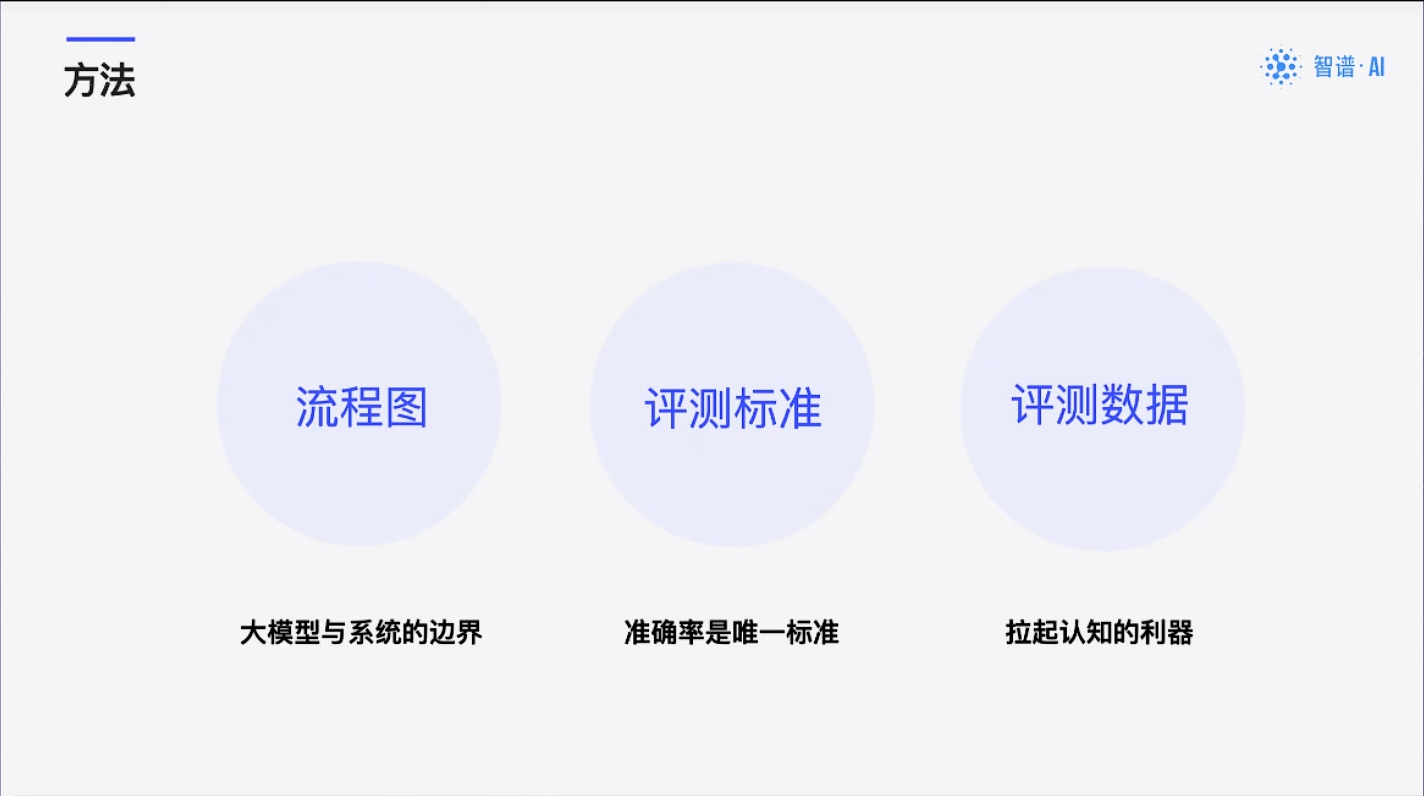 方法
智谱·AI
流程图
评测标准
评测数据
大模型与系统的边界
准确率是唯一标准
拉起认知的利器